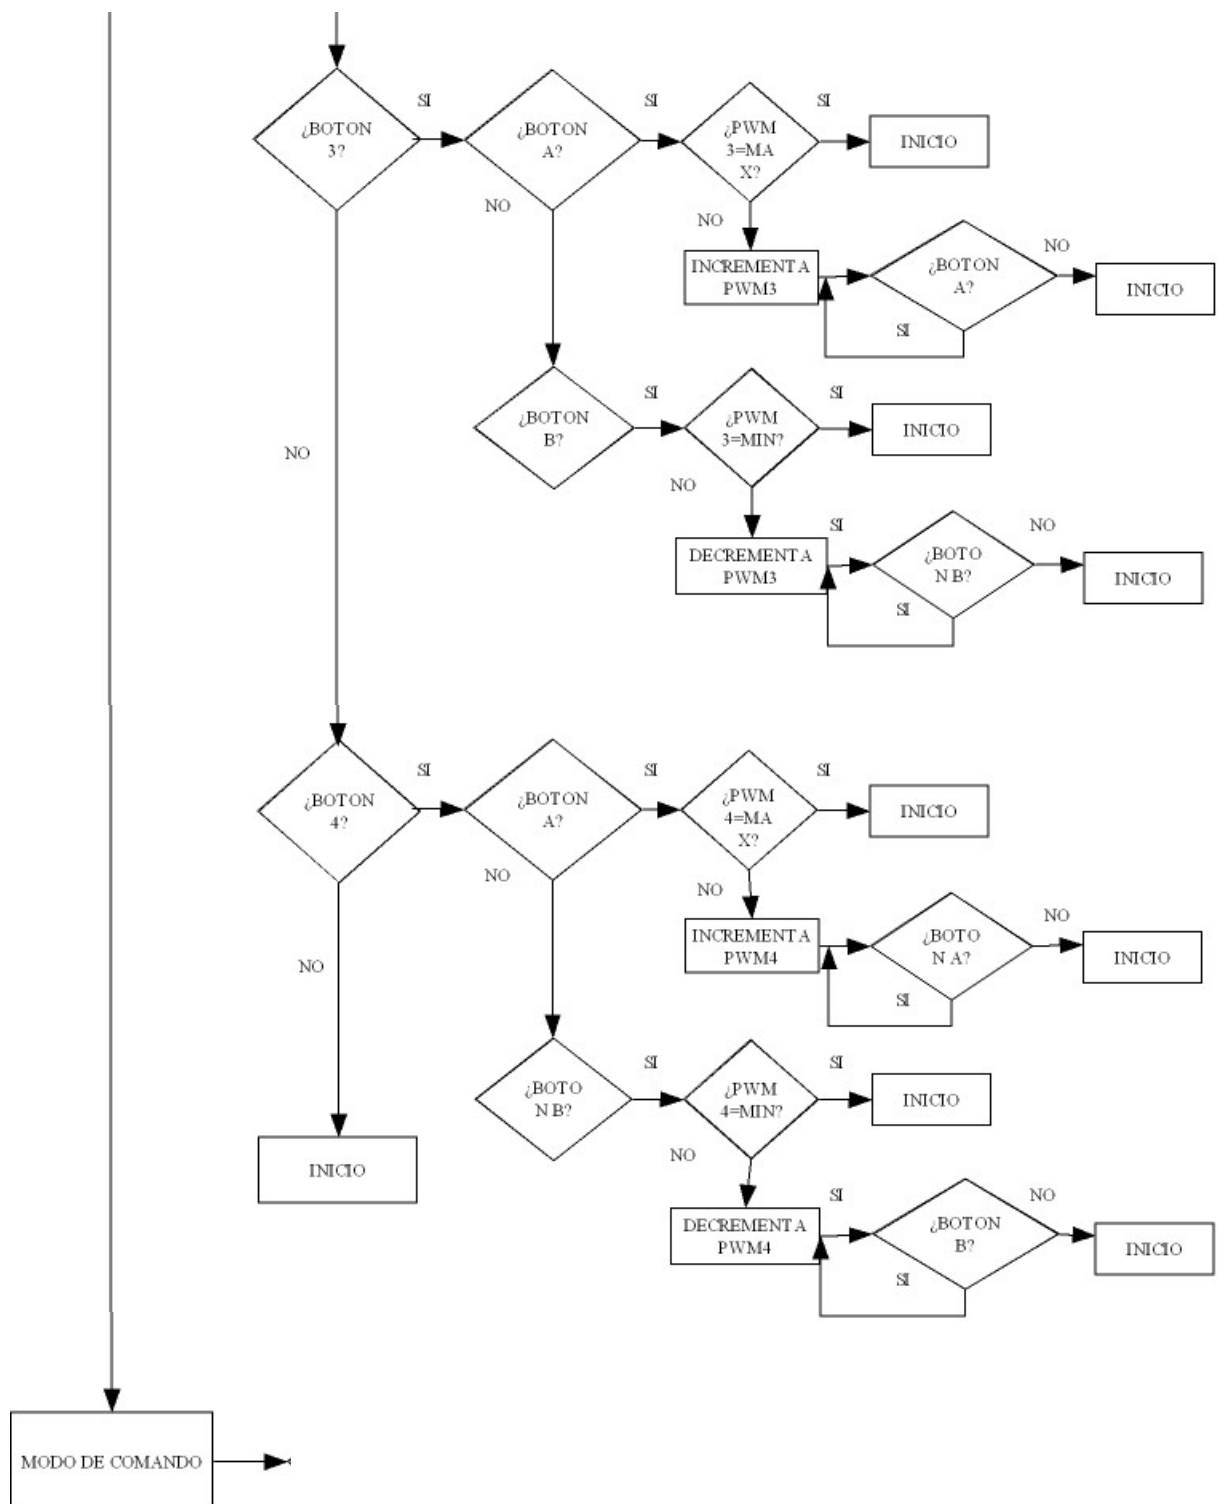 SI
SI
SI
¿BOTON
3?
¿BOTON
A?
¿PWM
3=MA
X?
INICIO
NO
NO
INCREMENTA
PWM3
¿BOTON
A?
NO
INICIO
SI
NO
¿BOTON
B?
SI
¿PWM
3=MIN?
SI
INICIO
NO
DECREMENTA
PWM3
SI
¿BOTO
N B?
NO
INICIO
SI
SI
SI
SI
¿BOTON
4?
¿BOTON
A?
¿PWM
4=MA
X?
INICIO
NO
NO
INCREMENTA
PWM4
¿BOTO
N A?
NO
INICIO
SI
NO
¿BOTO
N B?
SI
¿PWM
4=MIN?
SI
INICIO
NO
INICIO
DECREMENTA
PWM4
SI
¿BOTON
B?
NO
INICIO
SI
MODO DE COMANDO